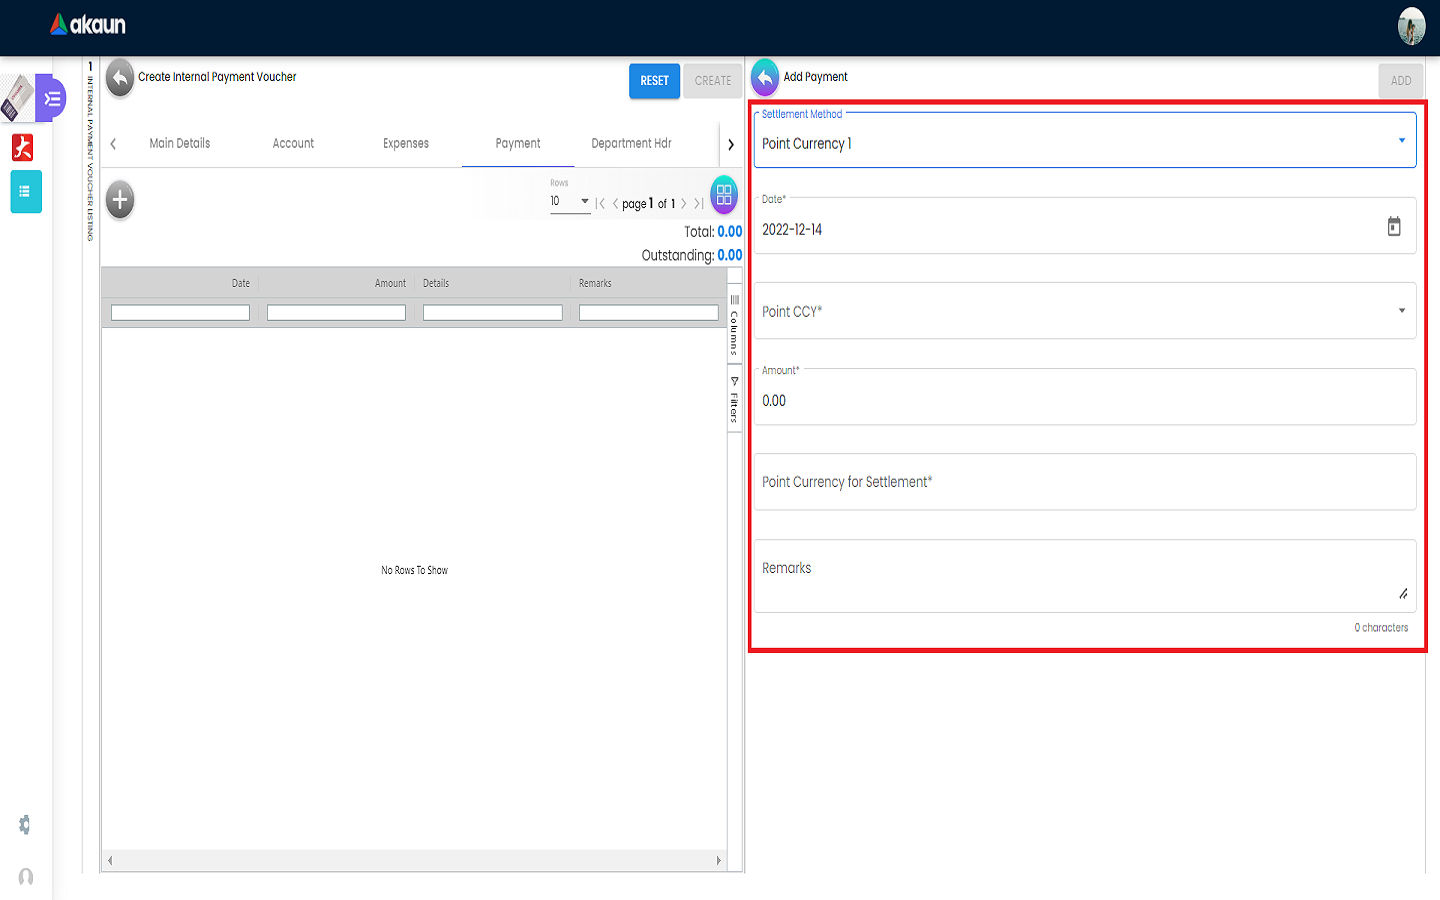 akaun
1
INTERNAL PAYMENT VOUCHER LISTING
Create Internal Payment Voucher
RESET
CREATE
Main Details
Account
Expenses
Payment
Department Hdr
Rows
10
page 1 of 1
Total: 0.00
Outstanding: 0.00
Date
Amount
Details
Remarks
Columns
Filters
No Rows To Show
Add Payment
ADD
Settlement Method
Point Currency 1
Date*
2022-12-14
Point CCY*
Amount*
0.00
Point Currency for Settlement*
Remarks
0 characters